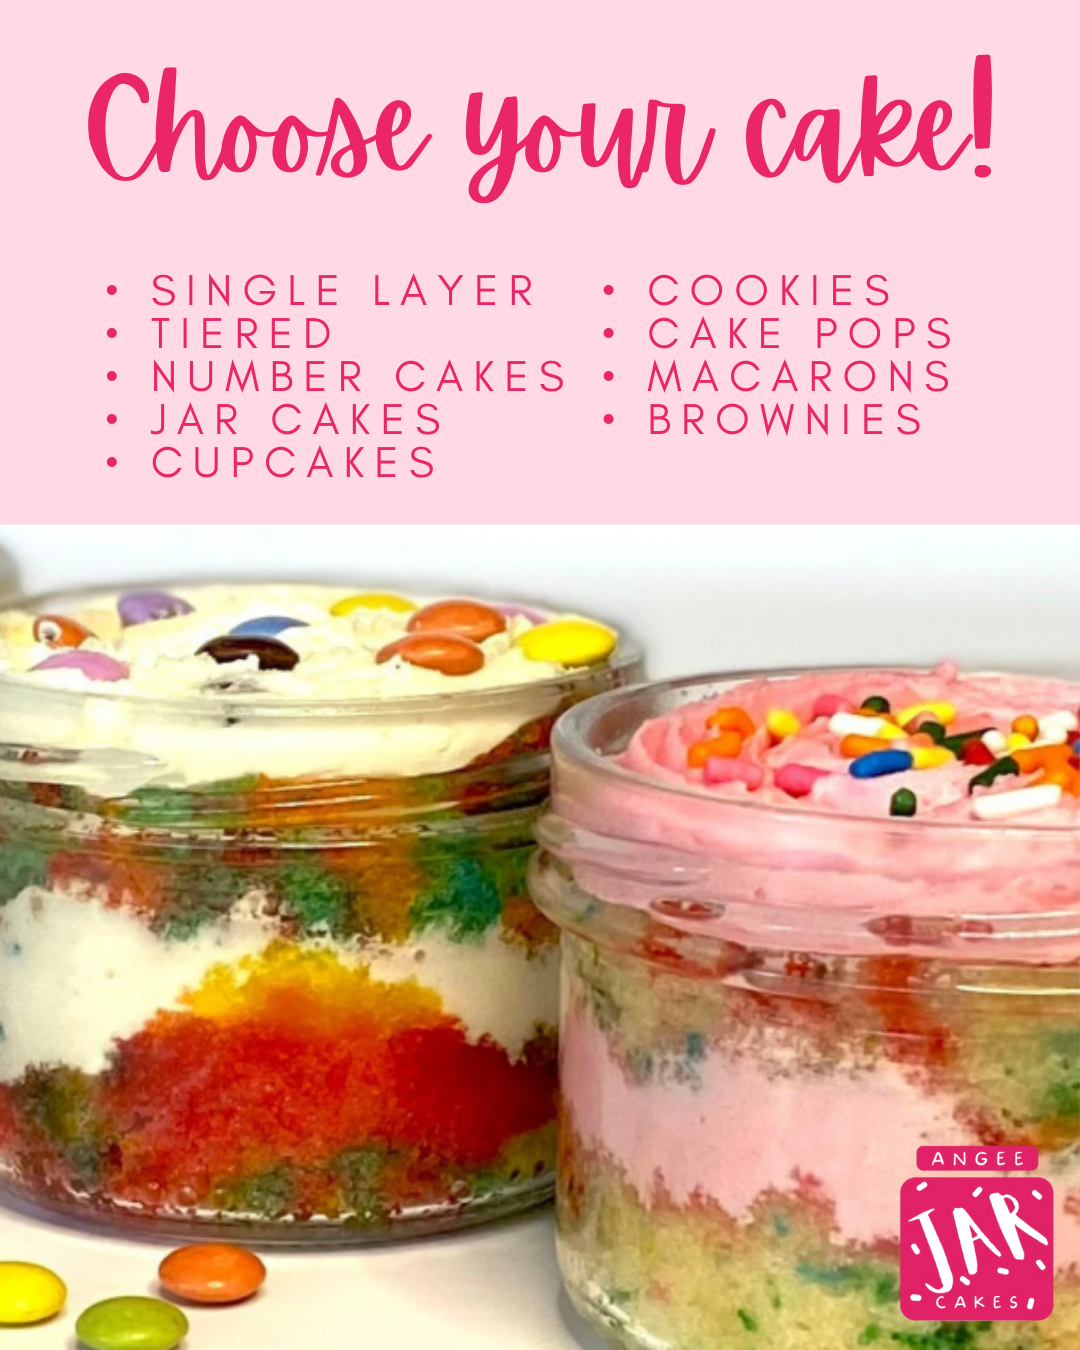 Choose your cake!
• SINGLE LAYER
• TIERED
• NUMBER CAKES
• JAR CAKES
• CUPCAKES
• COOKIES
• CAKE POPS
• MACARONS
• BROWNIES
ANGEE
JAR
CAKES